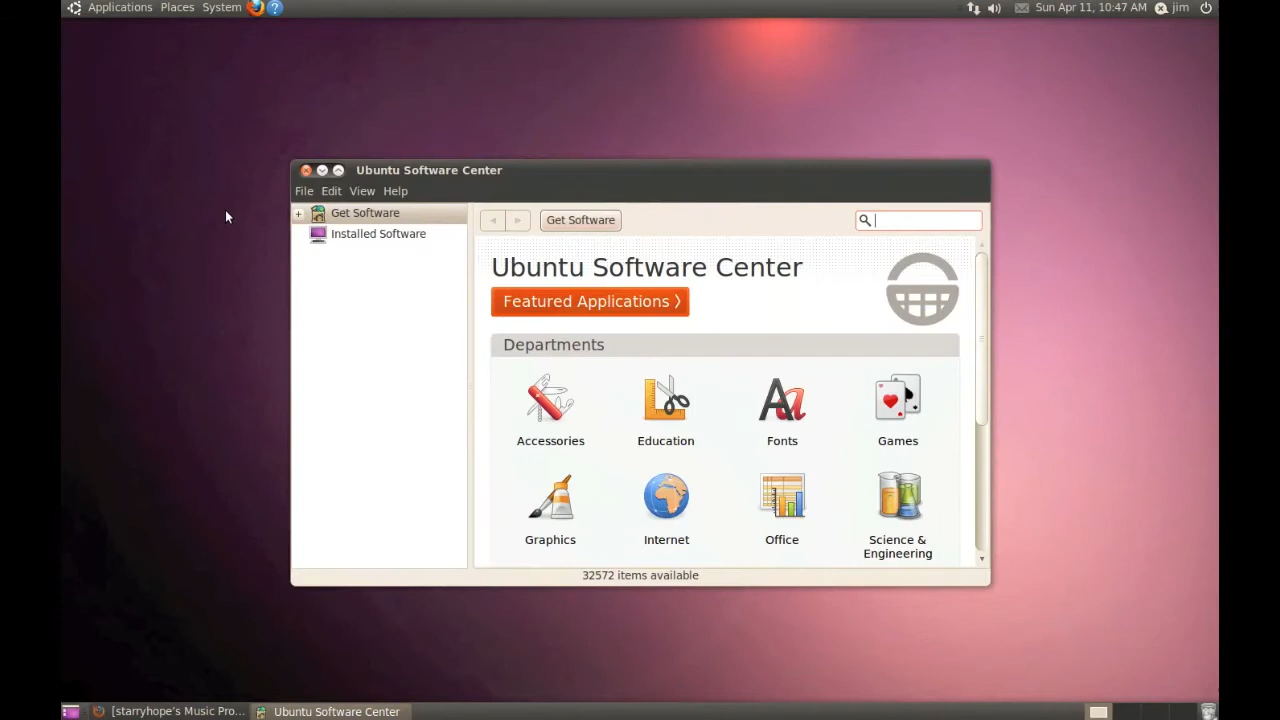 Applications Places System
Sun Apr 11, 10:47 AM jim
Ubuntu Software Center
File Edit View Help
Get Software
Installed Software
Get Software
Ubuntu Software Center
Featured Applications
Departments
Accessories Education Fonts Games
Graphics Internet Office Science &
Engineering
32572 items available
[starryhope's Music Pro... Ubuntu Software Center